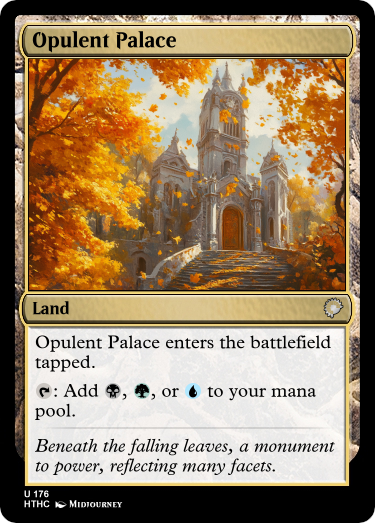 Opulent Palace
Land
Opulent Palace enters the battlefield
tapped.
: Add , , or to your mana
pool.
Beneath the falling leaves, a monument
to power, reflecting many facets.
U 176
HTHC Midjourney